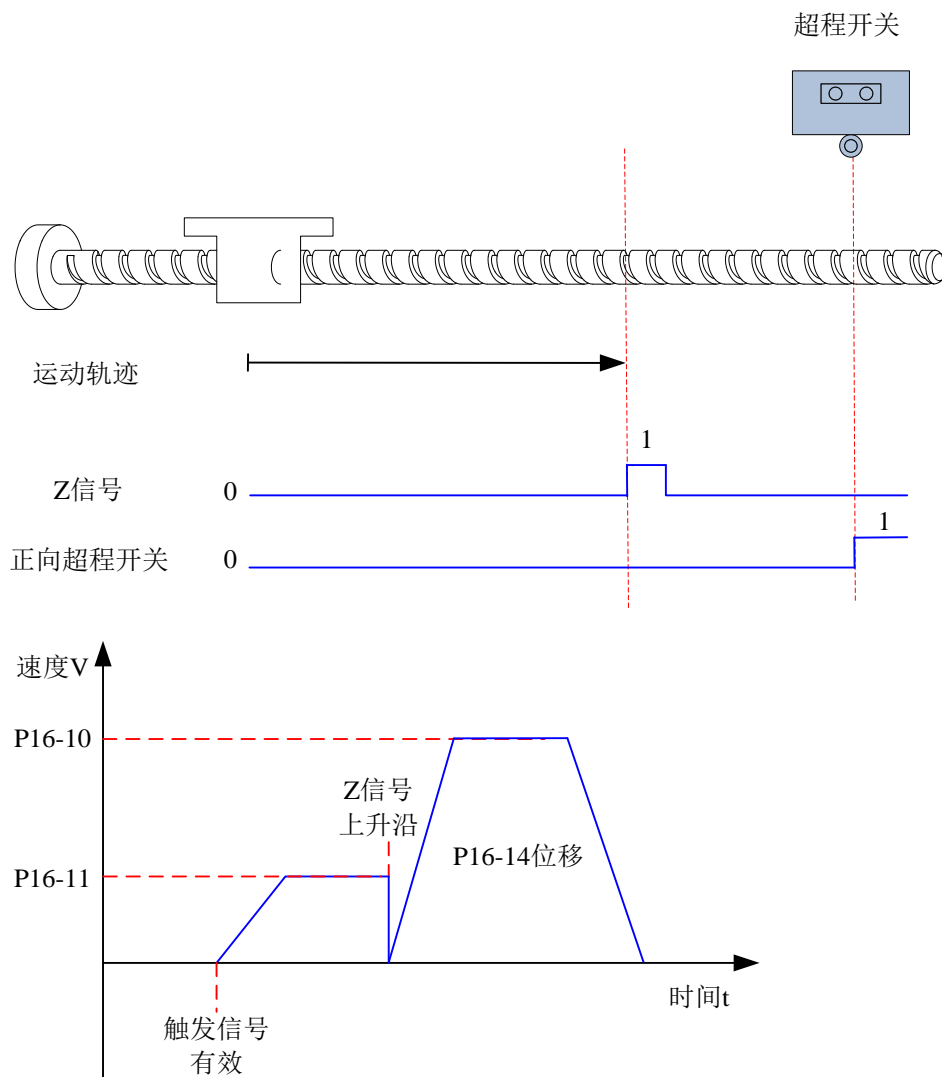 超程开关
运动轨迹
1
Z信号
0
1
正向超程开关
0
速度V
P16-10
Z信号
上升沿
P16-14位移
P16-11
时间t
触发信号
有效